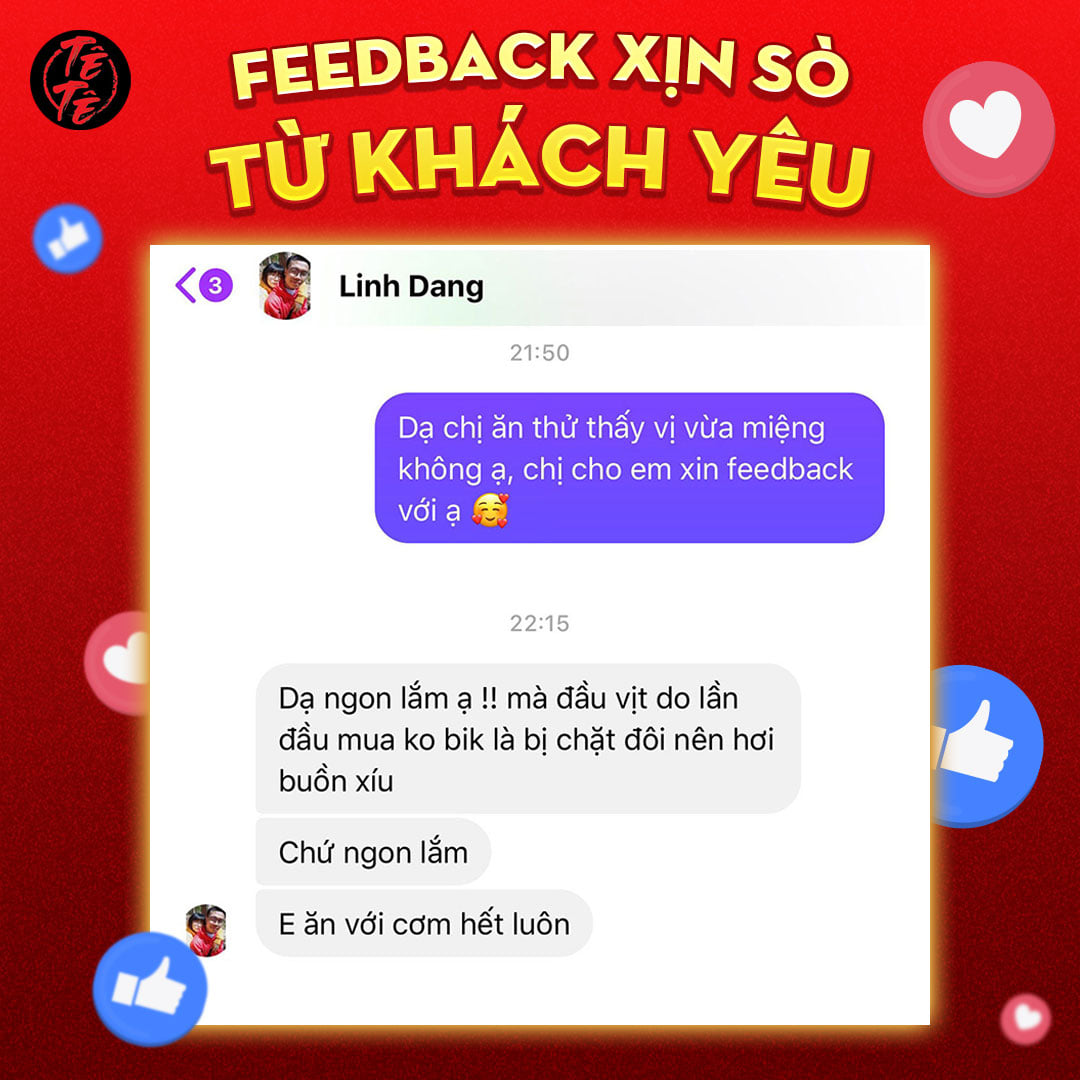 TÊ
TÊ
FEEDBACK XỊN SÒ
TỪ KHÁCH YÊU
3
Linh Dang
21:50
Dạ chị ăn thử thấy vị vừa miệng
không ạ, chị cho em xin feedback
với ạ 🥰
22:15
Dạ ngon lắm ạ !! mà đầu vịt do lần
đầu mua ko bik là bị chặt đôi nên hơi
buồn xíu
Chứ ngon lắm
E ăn với cơm hết luôn